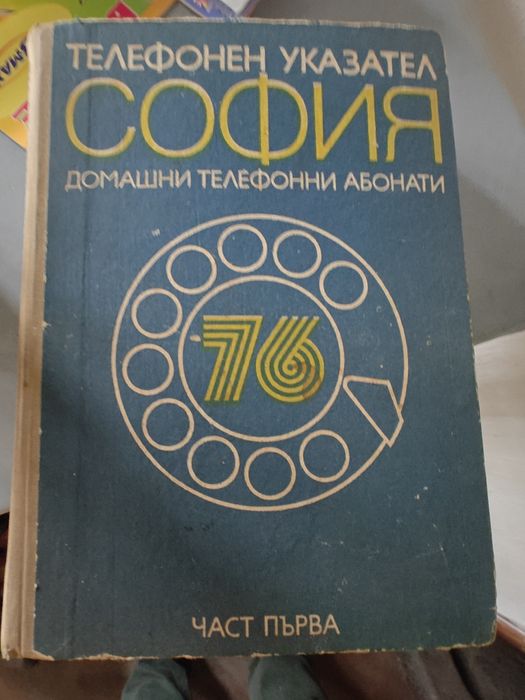 ТЕЛЕФОНЕН УКАЗАТЕЛ
СОФИЯ
ДОМАШНИ ТЕЛЕФОННИ АБОНАТИ
76
ЧАСТ ПЪРВА